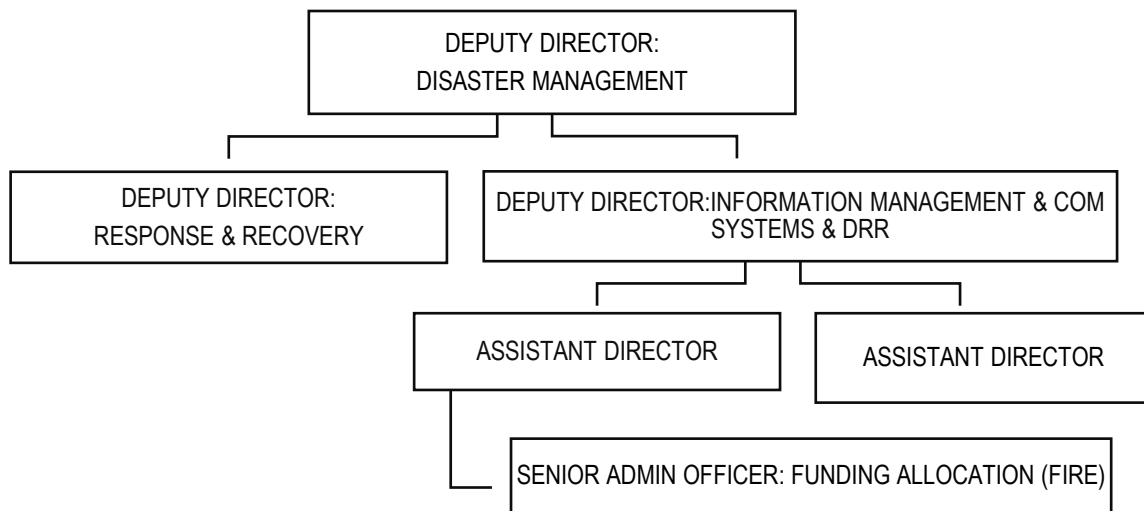 DEPUTY DIRECTOR:
DISASTER MANAGEMENT
DEPUTY DIRECTOR:
RESPONSE & RECOVERY
DEPUTY DIRECTOR:INFORMATION MANAGEMENT & COM
SYSTEMS & DRR
ASSISTANT DIRECTOR
ASSISTANT DIRECTOR
SENIOR ADMIN OFFICER: FUNDING ALLOCATION (FIRE)